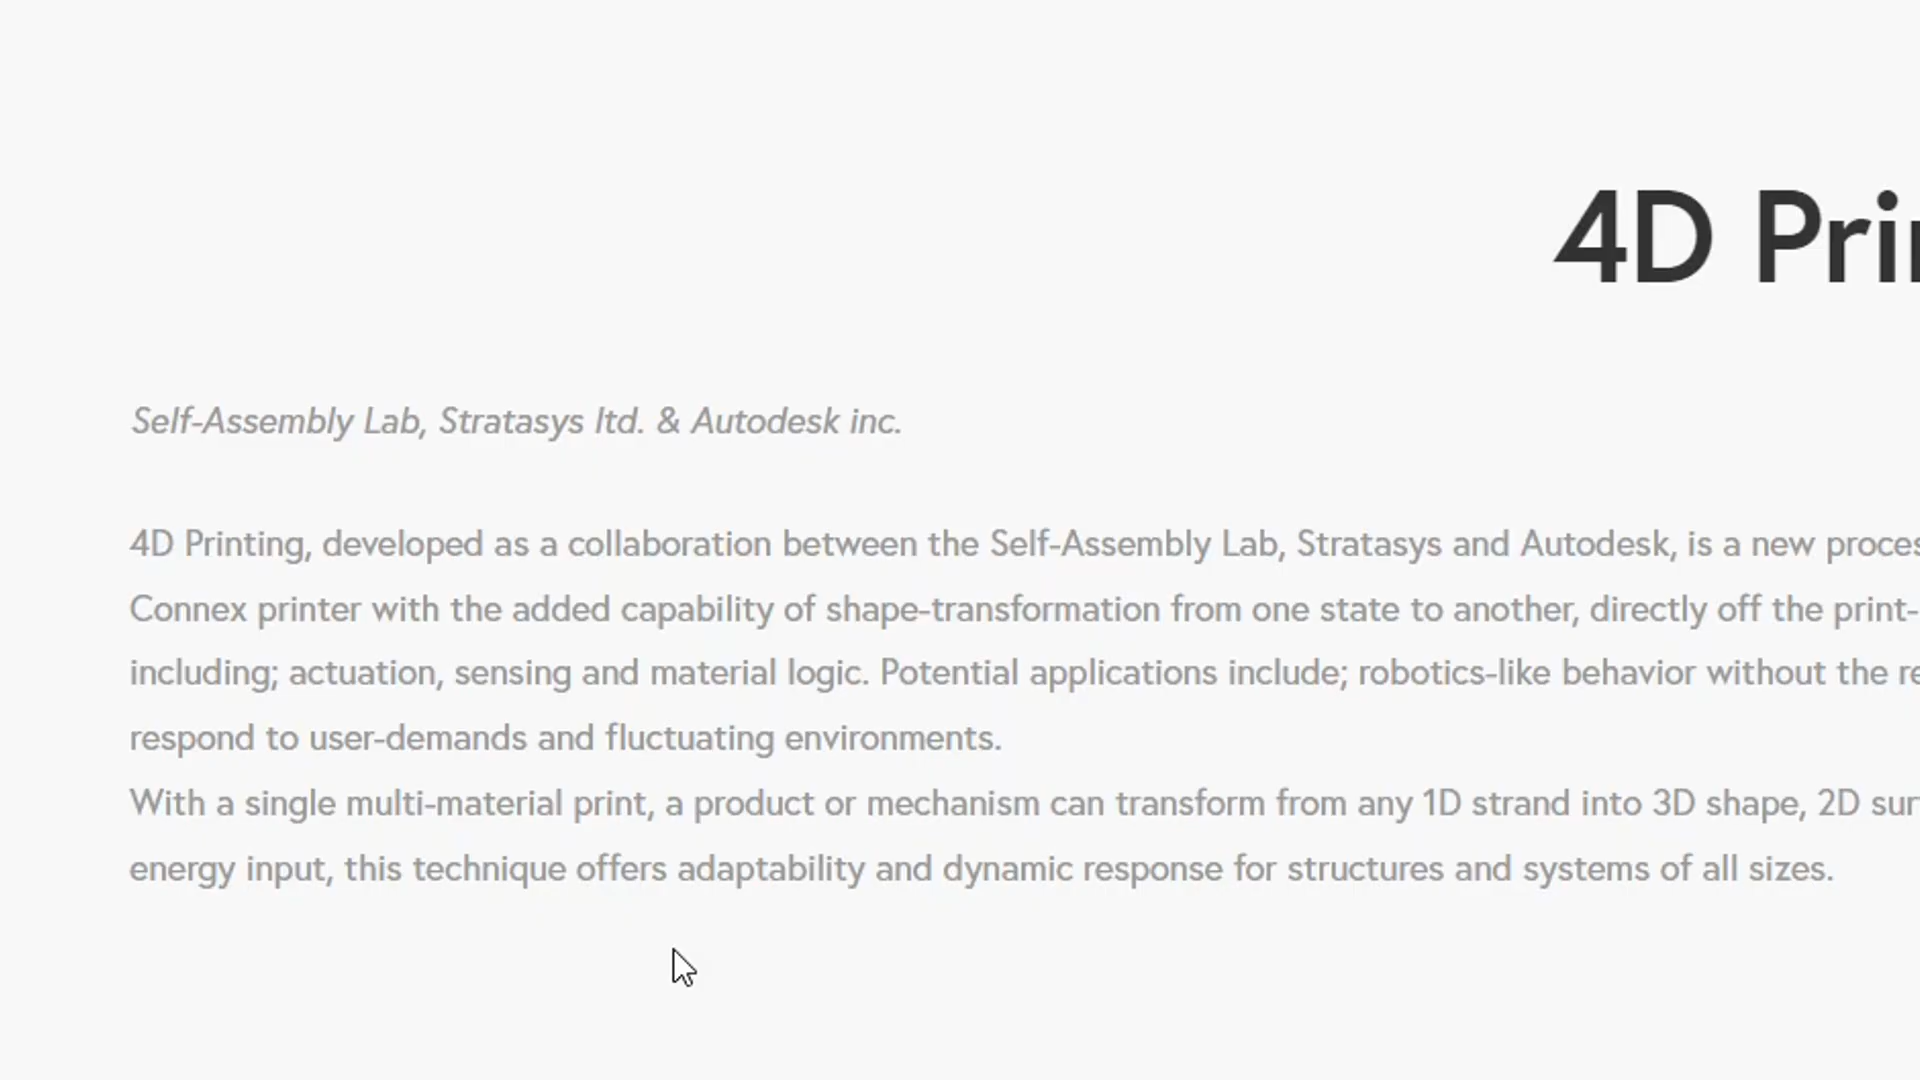 4D
Self-Assembly Lab, Stratasys ltd. & Autodesk inc.
4D Printing, developed as a collaboration between the Self-Assembly Lab, Stratasys and Autodesk, is a new
Connex printer with the added capability of shape-transformation from one state to another, directly off the print-
including; actuation, sensing and material logic. Potential applications include; robotics-like behavior without the
respond to user-demands and fluctuating environments.
With a single multi-material print, a product or mechanism can transform from any 1D strand into 3D shape, 2D
energy input, this technique offers adaptability and dynamic response for structures and systems of all sizes.